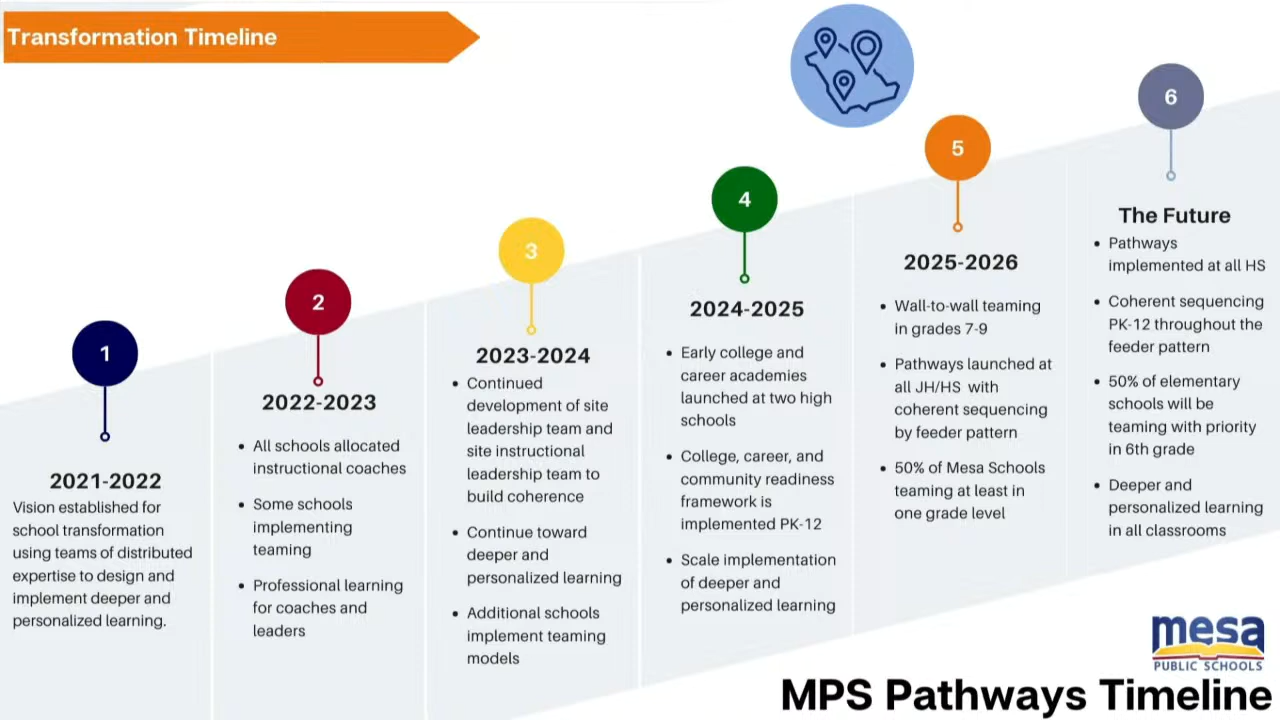 Transformation Timeline
1
2021-2022
Vision established for
school transformation
using teams of distributed
expertise to design and
implement deeper and
personalized learning.
2
2022-2023
• All schools allocated
instructional coaches
• Some schools
implementing
teaming
• Professional learning
for coaches and
leaders
3
2023-2024
• Continued
development of site
leadership team and
site instructional
leadership team to
build coherence
• Continue toward
deeper and
personalized learning
• Additional schools
implement teaming
models
4
2024-2025
• Early college and
career academies
launched at two high
schools
• College, career, and
community readiness
framework is
implemented PK-12
• Scale implementation
of deeper and
personalized learning
5
2025-2026
• Wall-to-wall teaming
in grades 7-9
• Pathways launched at
all JH/HS with
coherent sequencing
by feeder pattern
• 50% of Mesa Schools
teaming at least in
one grade level
6
The Future
• Pathways
implemented at all HS
• Coherent sequencing
PK-12 throughout the
feeder pattern
• 50% of elementary
schools will be
teaming with priority
in 6th grade
• Deeper and
personalized learning
in all classrooms
mesa
PUBLIC SCHOOLS
MPS Pathways Timeline